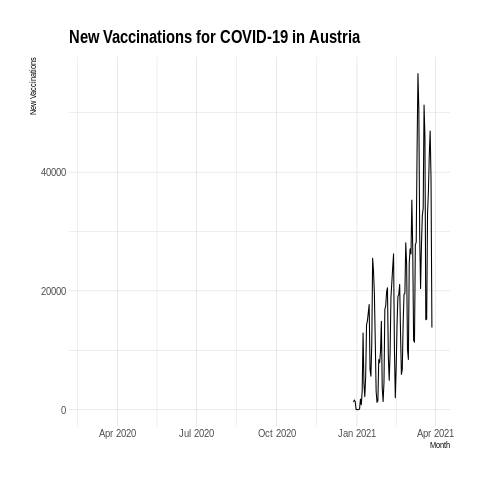 New Vaccinations for COVID-19 in Austria
New Vaccinations
40000
20000
0
Apr 2020 Jul 2020 Oct 2020 Jan 2021 Apr 2021
Month